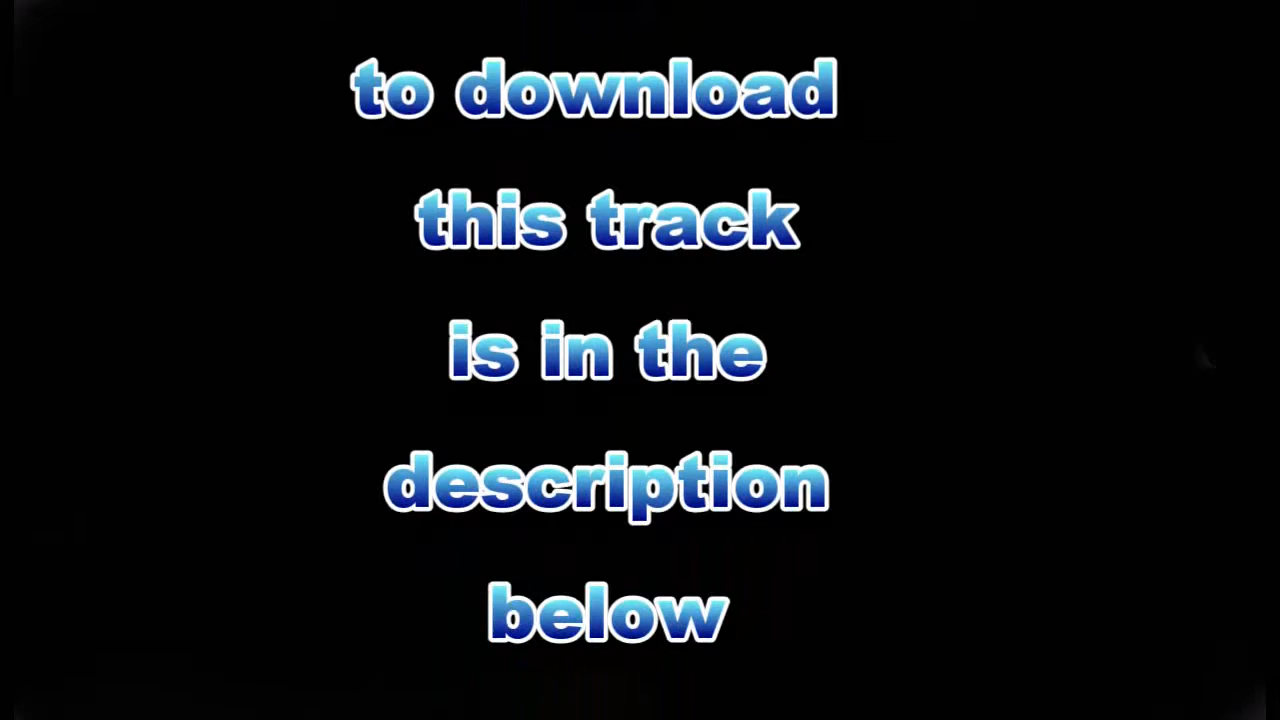 to download
this track
is in the
description
below